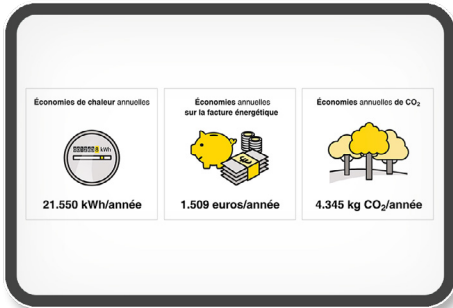 Économies de chaleur annuelles
kWh
21.550 kWh/année
Économies annuelles
sur la facture énergétique
1.509 euros/année
Économies annuelles de CO₂
4.345 kg CO₂/année